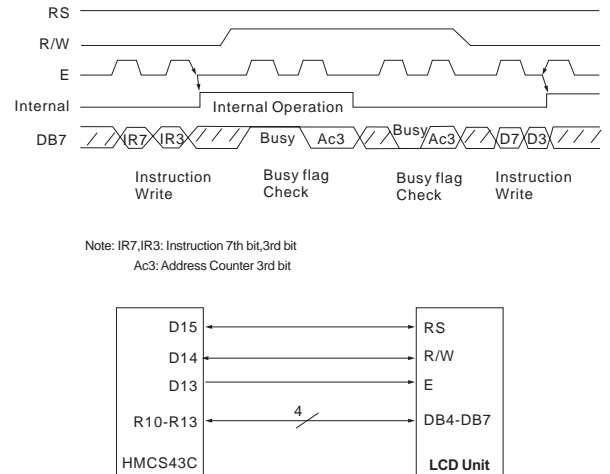 RS
R/W
E
Internal Internal Operation
DB7 IR7 IR3 Busy Ac3 Busy Ac3 D7 D3
Instruction Write Busy flag Check Busy flag Check Instruction Write
Note: IR7,IR3: Instruction 7th bit,3rd bit
Ac3: Address Counter 3rd bit
D15 RS
D14 R/W
D13 E
R10-R13 4 DB4-DB7
HMCS43C LCD Unit